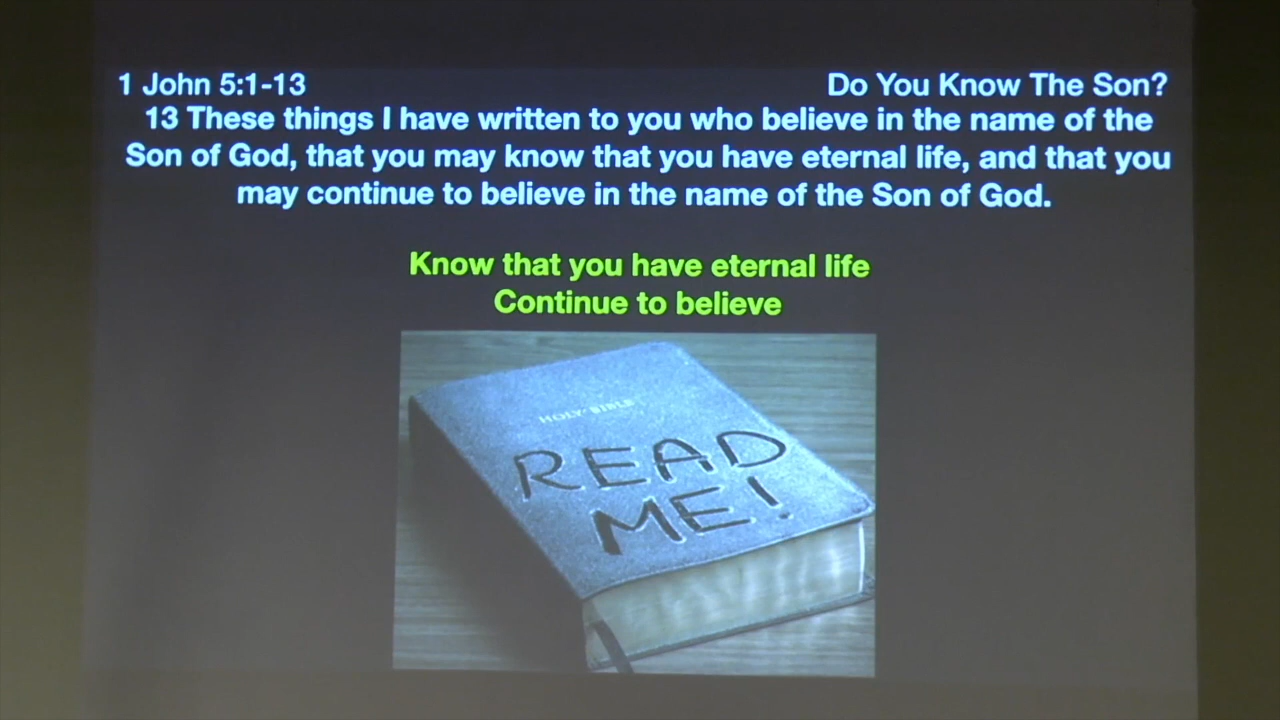 1 John 5:1-13 Do You Know The Son?
13 These things I have written to you who believe in the name of the
Son of God, that you may know that you have eternal life, and that you
may continue to believe in the name of the Son of God.
Know that you have eternal life
Continue to believe
HOLY BIBLE
READ
ME!